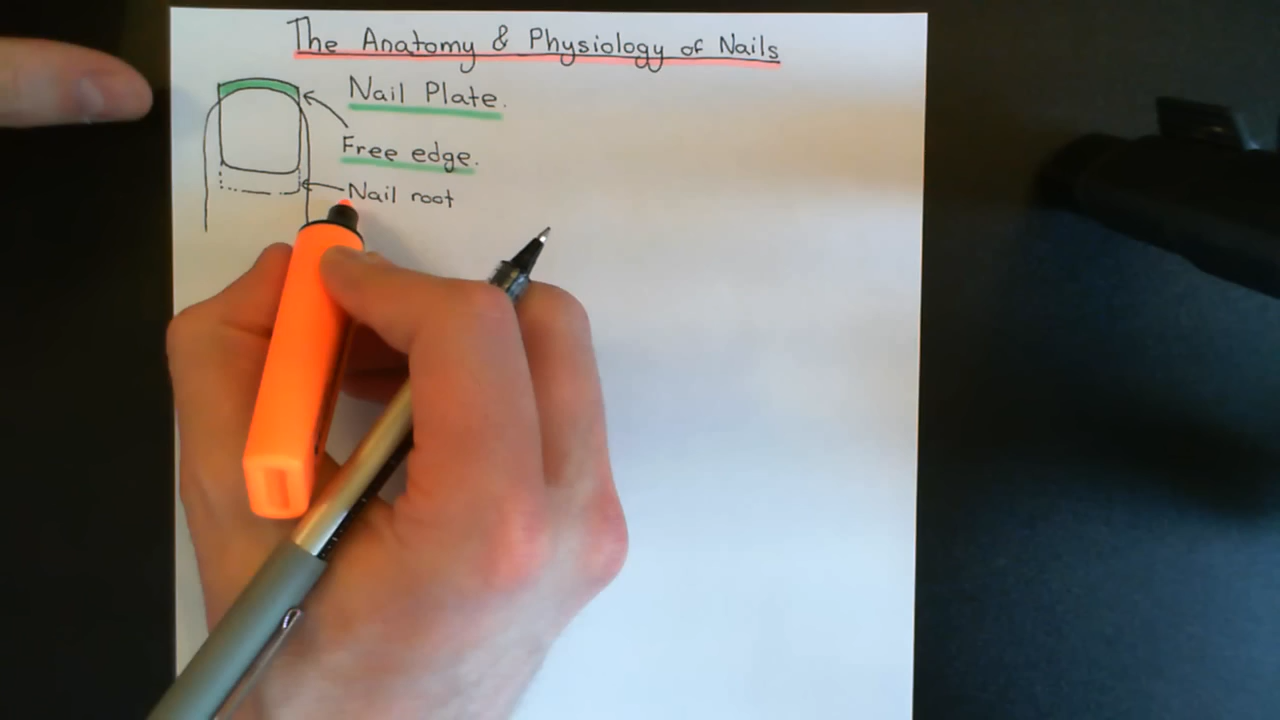 The Anatomy & Physiology of Nails
Nail Plate.
Free edge.
Nail root